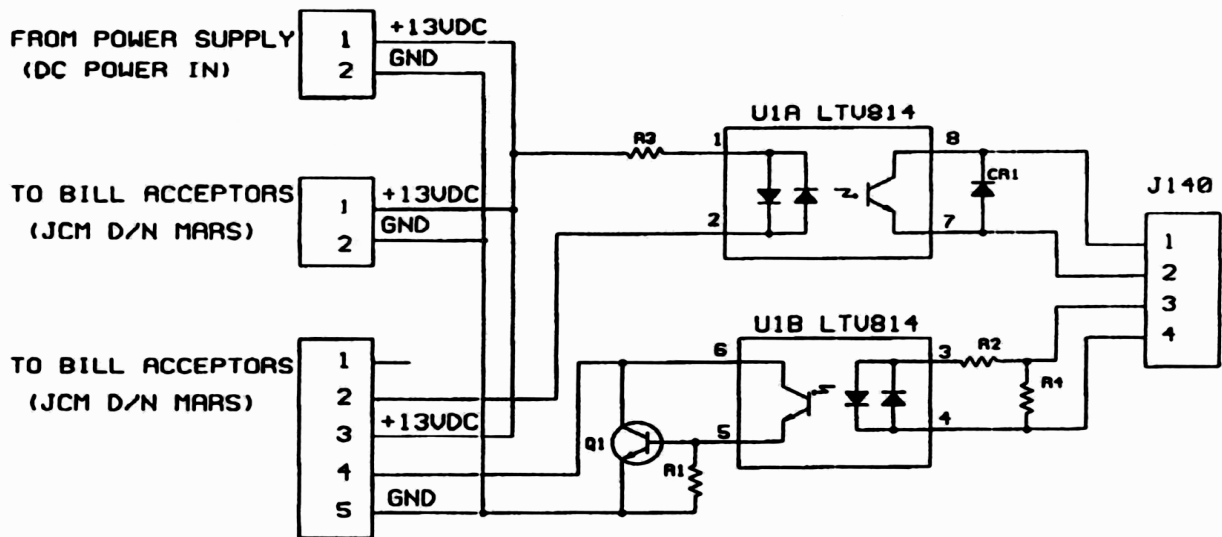 FROM POWER SUPPLY
(DC POWER IN)
1 +13VDC
2 GND
TO BILL ACCEPTORS
(JCM D/N MARS)
1 +13VDC
2 GND
TO BILL ACCEPTORS
(JCM D/N MARS)
1
2
3 +13VDC
4
5 GND
R3
U1A LTV814
1
2
8
7
CR1
U1B LTV814
6
5
3
4
R2
R4
Q1
R1
J140
1
2
3
4